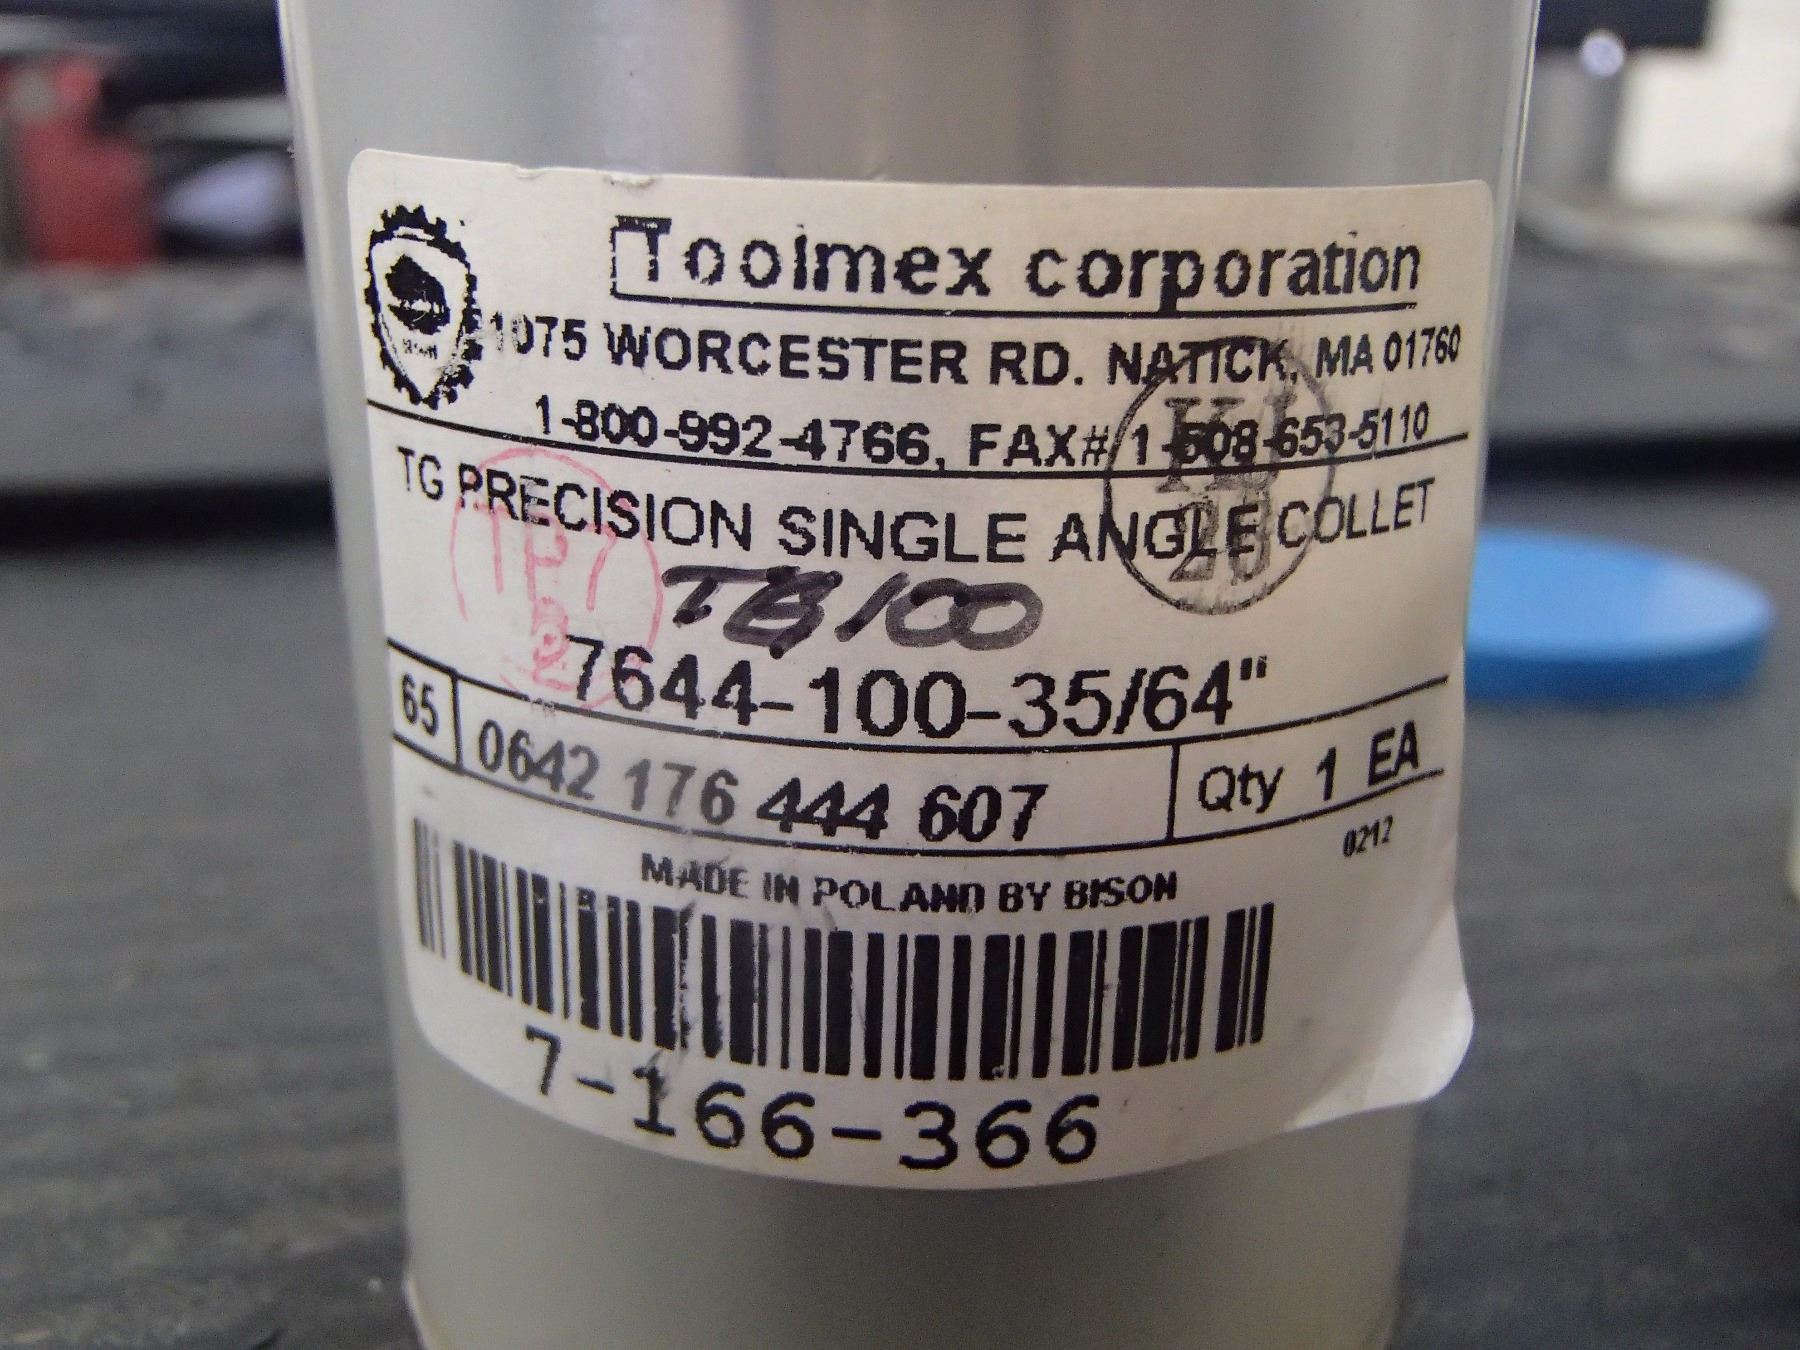 Toolmex corporation
1075 WORCESTER RD. NATICK, MA 01760
1-800-992-4766, FAX# 1-508-653-5110
TG PRECISION SINGLE ANGLE COLLET
TG100
7644-100-35/64"
65 0642 176 444 607 Qty 1 EA
0212
MADE IN POLAND BY BISON
7-166-366